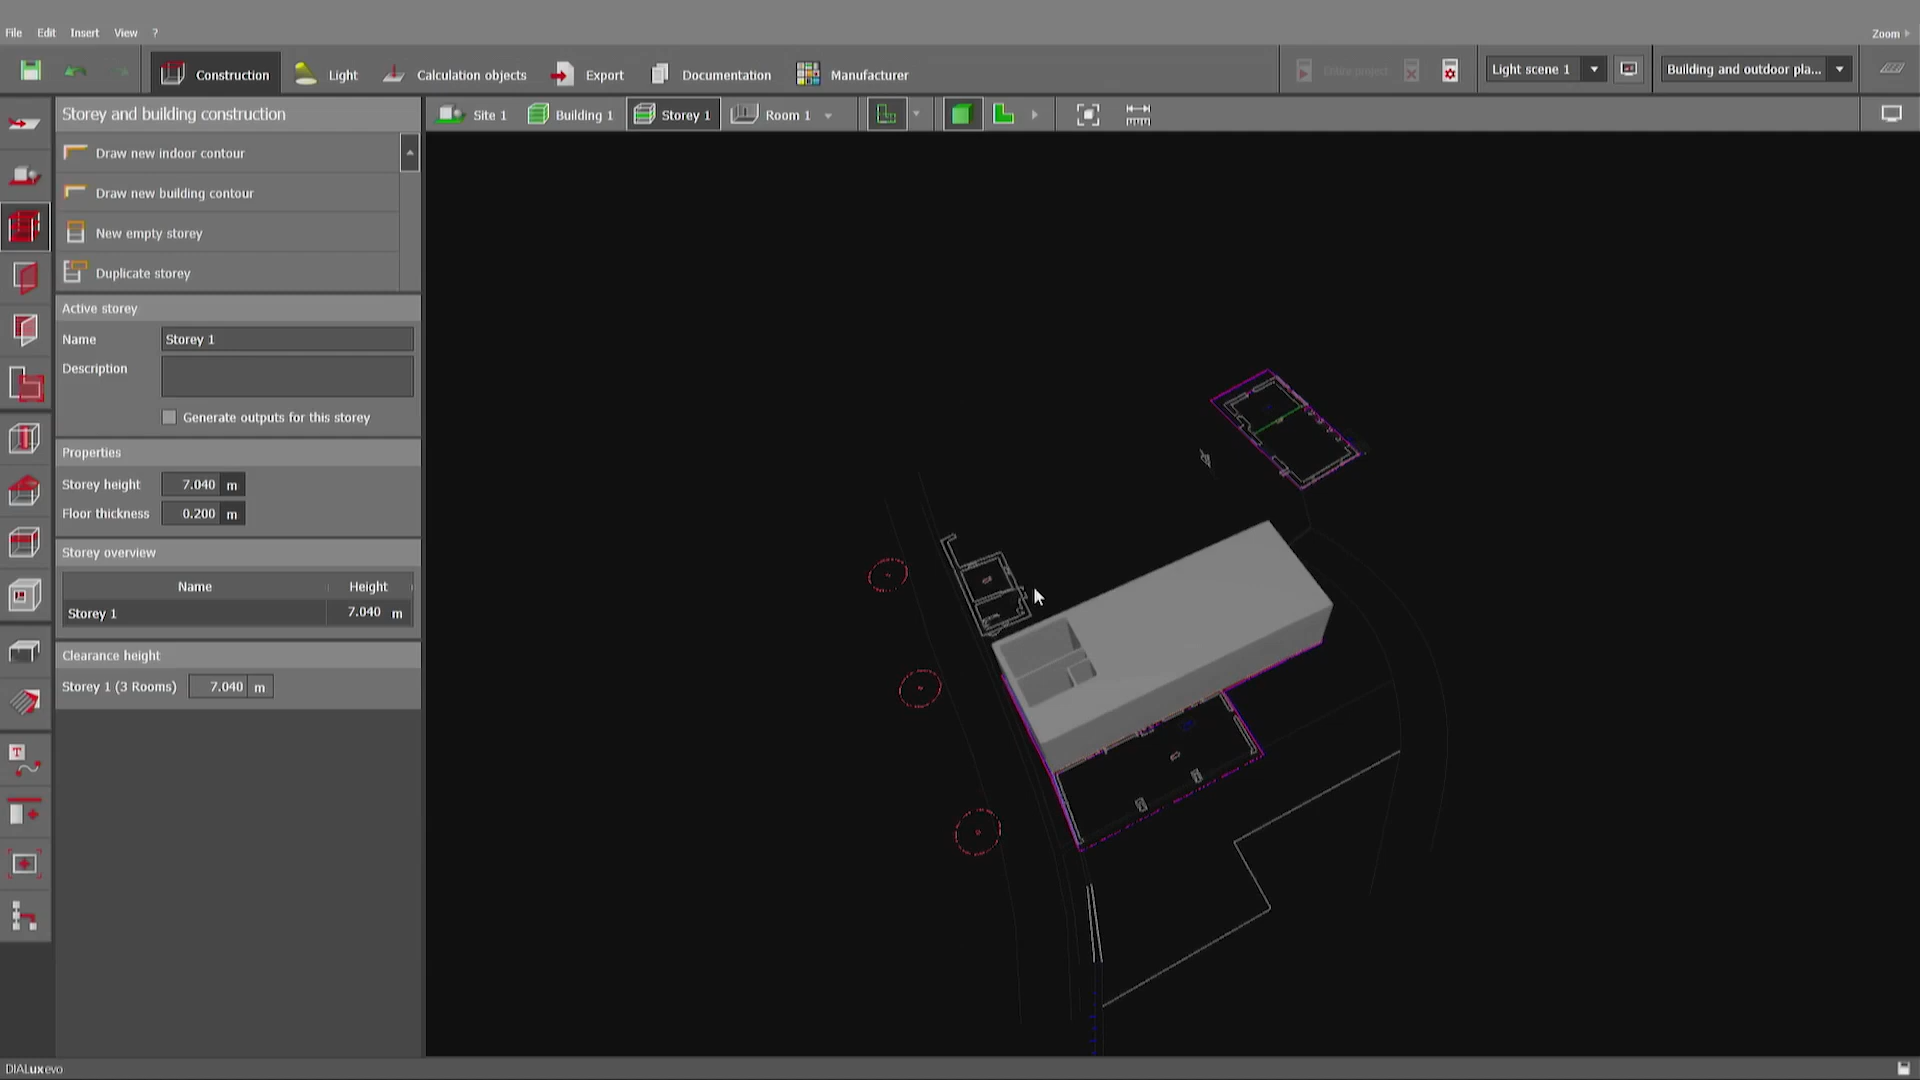 File Edit Insert View ?
Zoom
Construction Light Calculation objects Export Documentation Manufacturer
Entire project
Light scene 1
Building and outdoor pla...
Storey and building construction
Site 1 Building 1 Storey 1 Room 1
Draw new indoor contour
Draw new building contour
New empty storey
Duplicate storey
Active storey
Name Storey 1
Description
Generate outputs for this storey
Properties
Storey height 7.040 m
Floor thickness 0.200 m
Storey overview
Name Height
Storey 1 7.040 m
Clearance height
Storey 1 (3 Rooms) 7.040 m
T
DIALuxevo